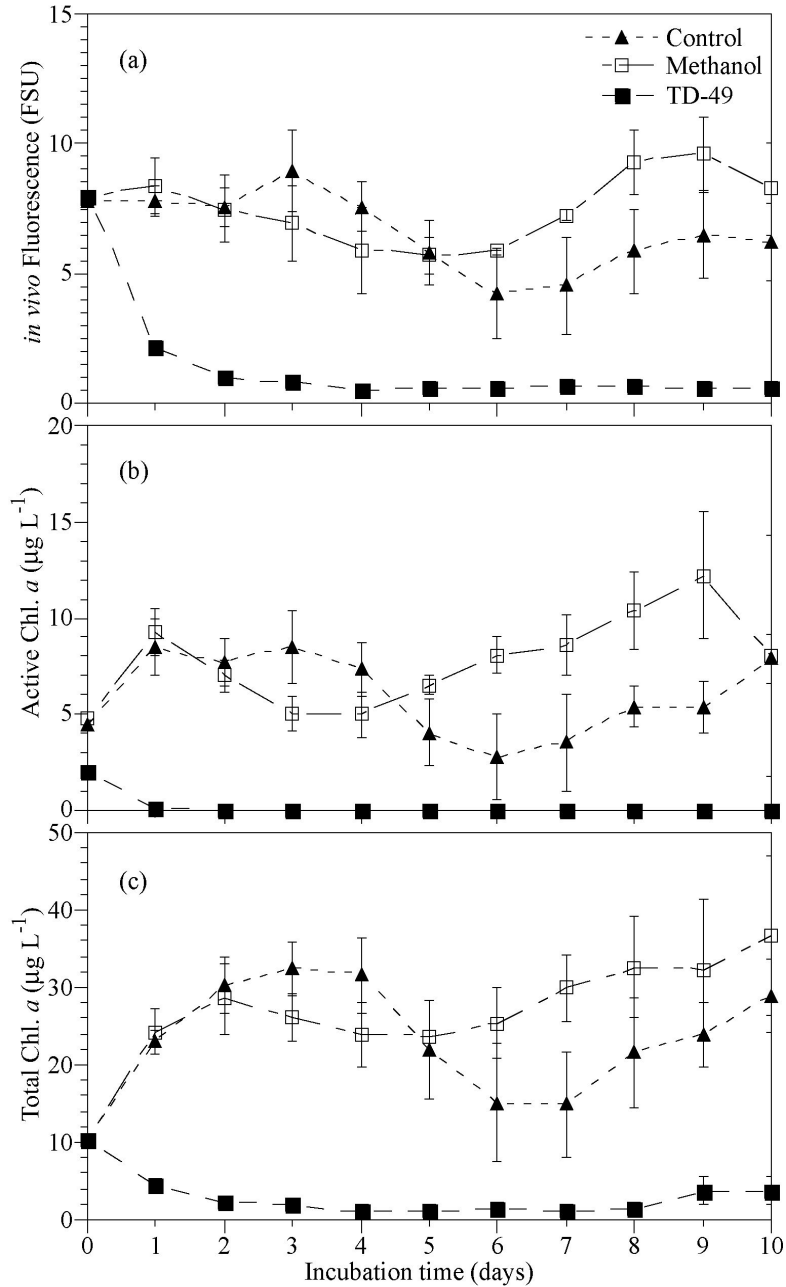 15
10
5
0
in vivo Fluorescence (FSU)
(a)
Control
Methanol
TD-49
20
15
10
5
0
Active Chl. a (µg L⁻¹)
(b)
50
40
30
20
10
0
Total Chl. a (µg L⁻¹)
(c)
0 1 2 3 4 5 6 7 8 9 10
Incubation time (days)